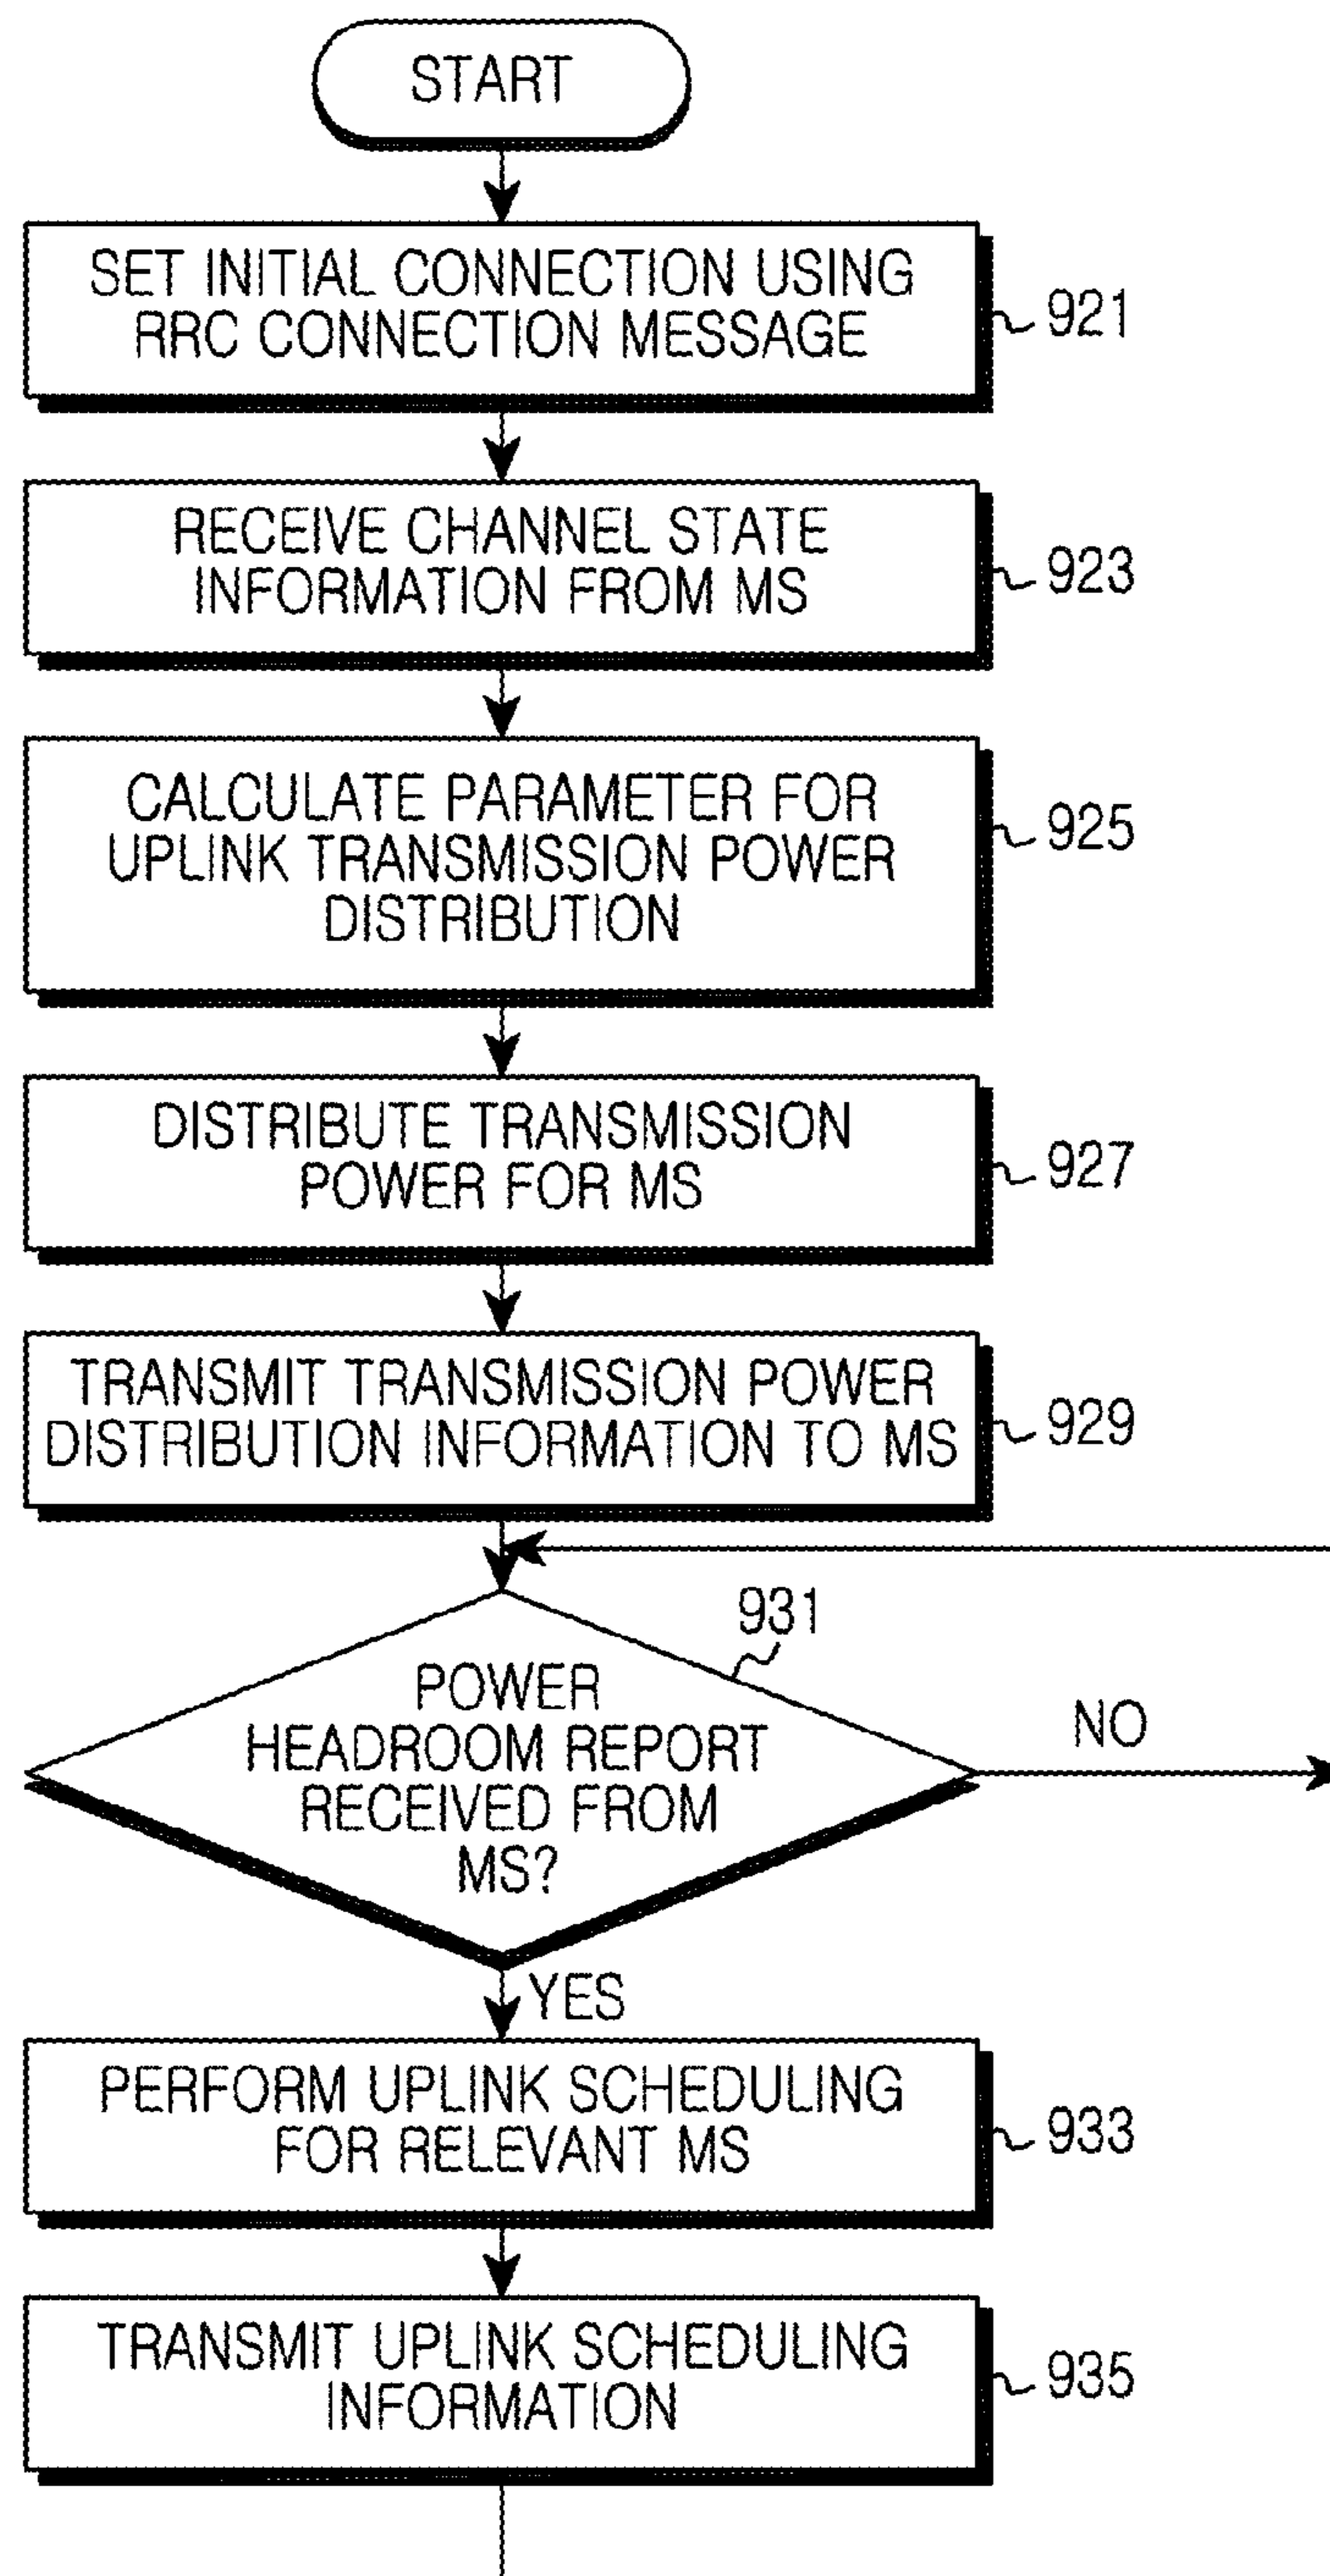 START
SET INITIAL CONNECTION USING
RRC CONNECTION MESSAGE
921
RECEIVE CHANNEL STATE
INFORMATION FROM MS
923
CALCULATE PARAMETER FOR
UPLINK TRANSMISSION POWER
DISTRIBUTION
925
DISTRIBUTE TRANSMISSION
POWER FOR MS
927
TRANSMIT TRANSMISSION POWER
DISTRIBUTION INFORMATION TO MS
929
931
POWER
HEADROOM REPORT
RECEIVED FROM
MS?
NO
YES
PERFORM UPLINK SCHEDULING
FOR RELEVANT MS
933
TRANSMIT UPLINK SCHEDULING
INFORMATION
935